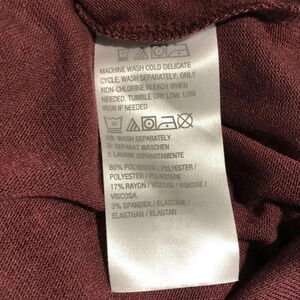 MACHINE WASH COLD DELICATE
CYCLE. WASH SEPARATELY. ONLY
NON-CHLORINE BLEACH WHEN
NEEDED. TUMBLE DRY LOW. LOW
IRON IF NEEDED
GB: WASH SEPARATELY
D: SEPARAT WASCHEN
I: LAVARE SEPARATAMENTE
80% POLYESTER / POLYESTER /
POLYESTER / POLIESTERE
17% RAYON / VISCOSE / VISKOSE /
VISCOSA
3% SPANDEX / ELASTANE /
ELASTHAN / ELASTAN